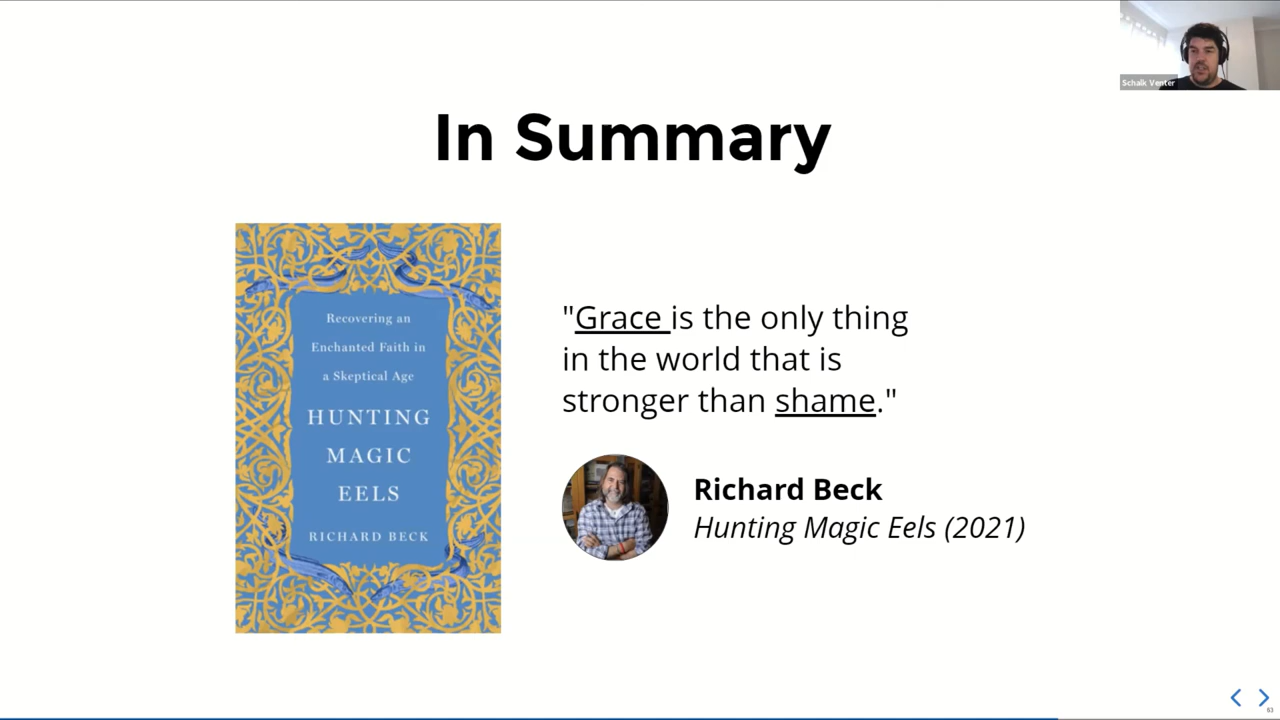 Schalk Venter
In Summary
Recovering an
Enchanted Faith in
a Skeptical Age
HUNTING
MAGIC
EELS
RICHARD BECK
"Grace is the only thing
in the world that is
stronger than shame."
Richard Beck
Hunting Magic Eels (2021)
63